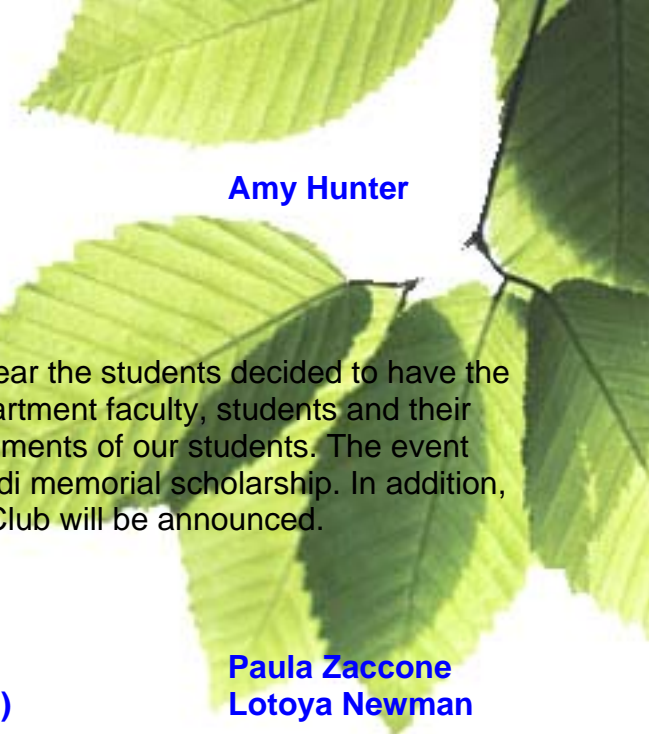 Amy Hunter
ear the students decided to have the
artment faculty, students and their
ments of our students. The event
di memorial scholarship. In addition,
Club will be announced.
Paula Zaccone
) Lotoya Newman